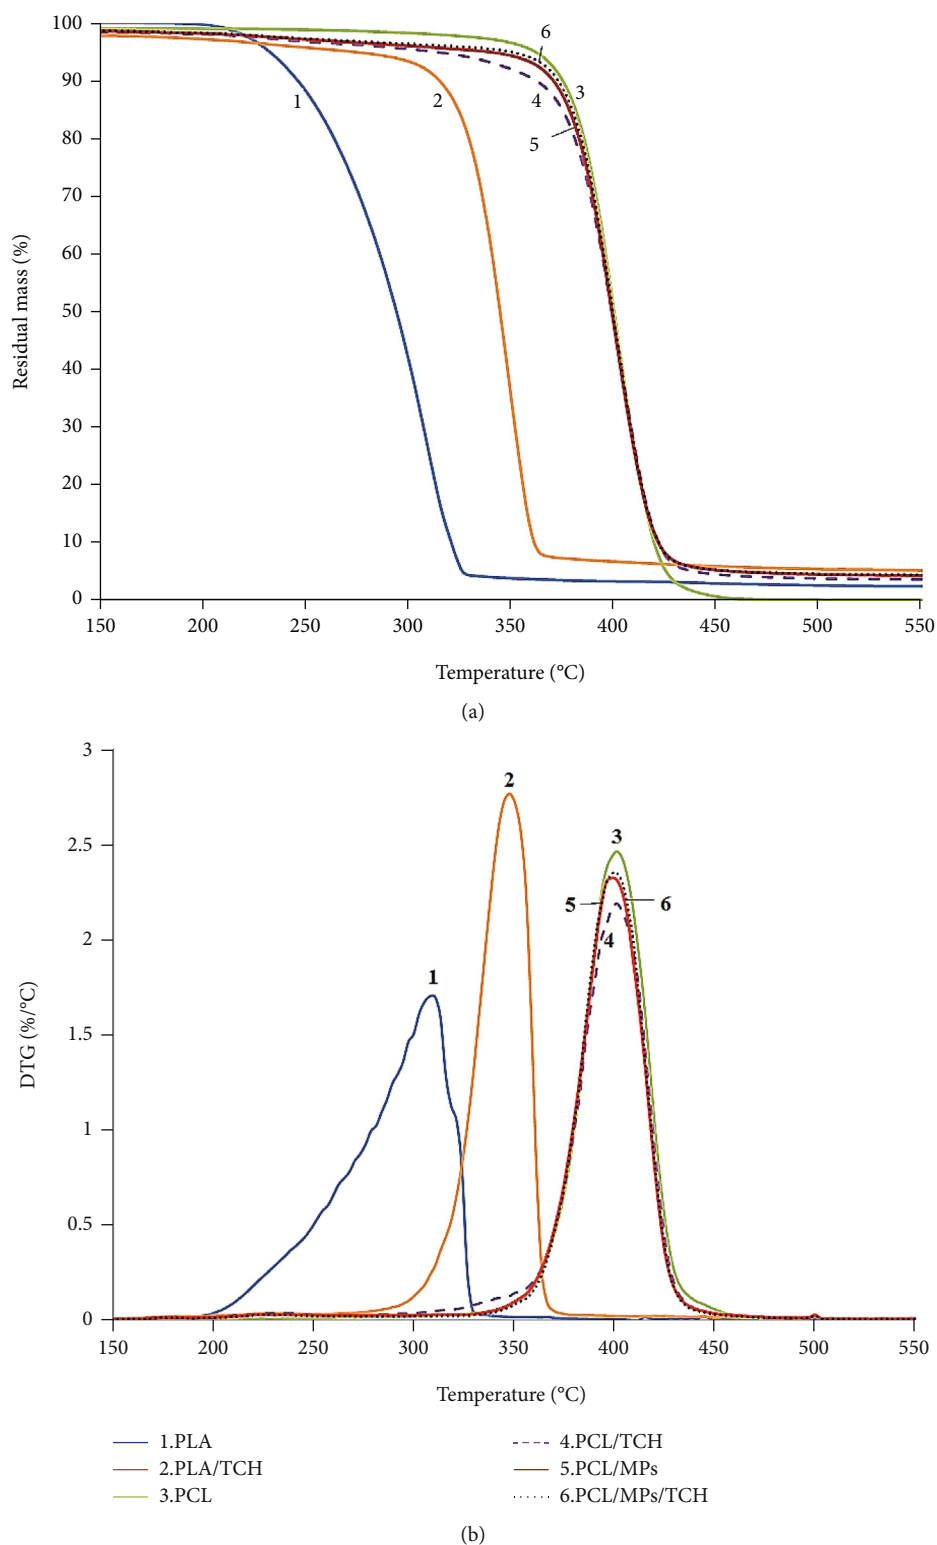 100
90
80
70
60
50
40
30
20
10
0
Residual mass (%)
1
2
6
3
4
5
150 200 250 300 350 400 450 500 550
Temperature (°C)
(a)
3
2.5
2
1.5
1
0.5
0
DTG (%/°C)
1
2
3
5
6
4
150 200 250 300 350 400 450 500 550
Temperature (°C)
1.PLA
2.PLA/TCH
3.PCL
4.PCL/TCH
5.PCL/MPs
6.PCL/MPs/TCH
(b)